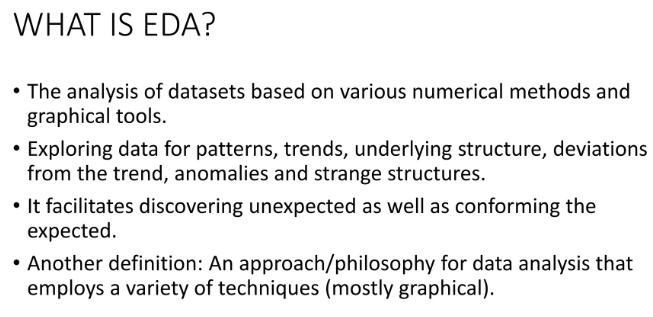 WHAT IS EDA?
• The analysis of datasets based on various numerical methods and
graphical tools.
• Exploring data for patterns, trends, underlying structure, deviations
from the trend, anomalies and strange structures.
• It facilitates discovering unexpected as well as conforming the
expected.
• Another definition: An approach/philosophy for data analysis that
employs a variety of techniques (mostly graphical).